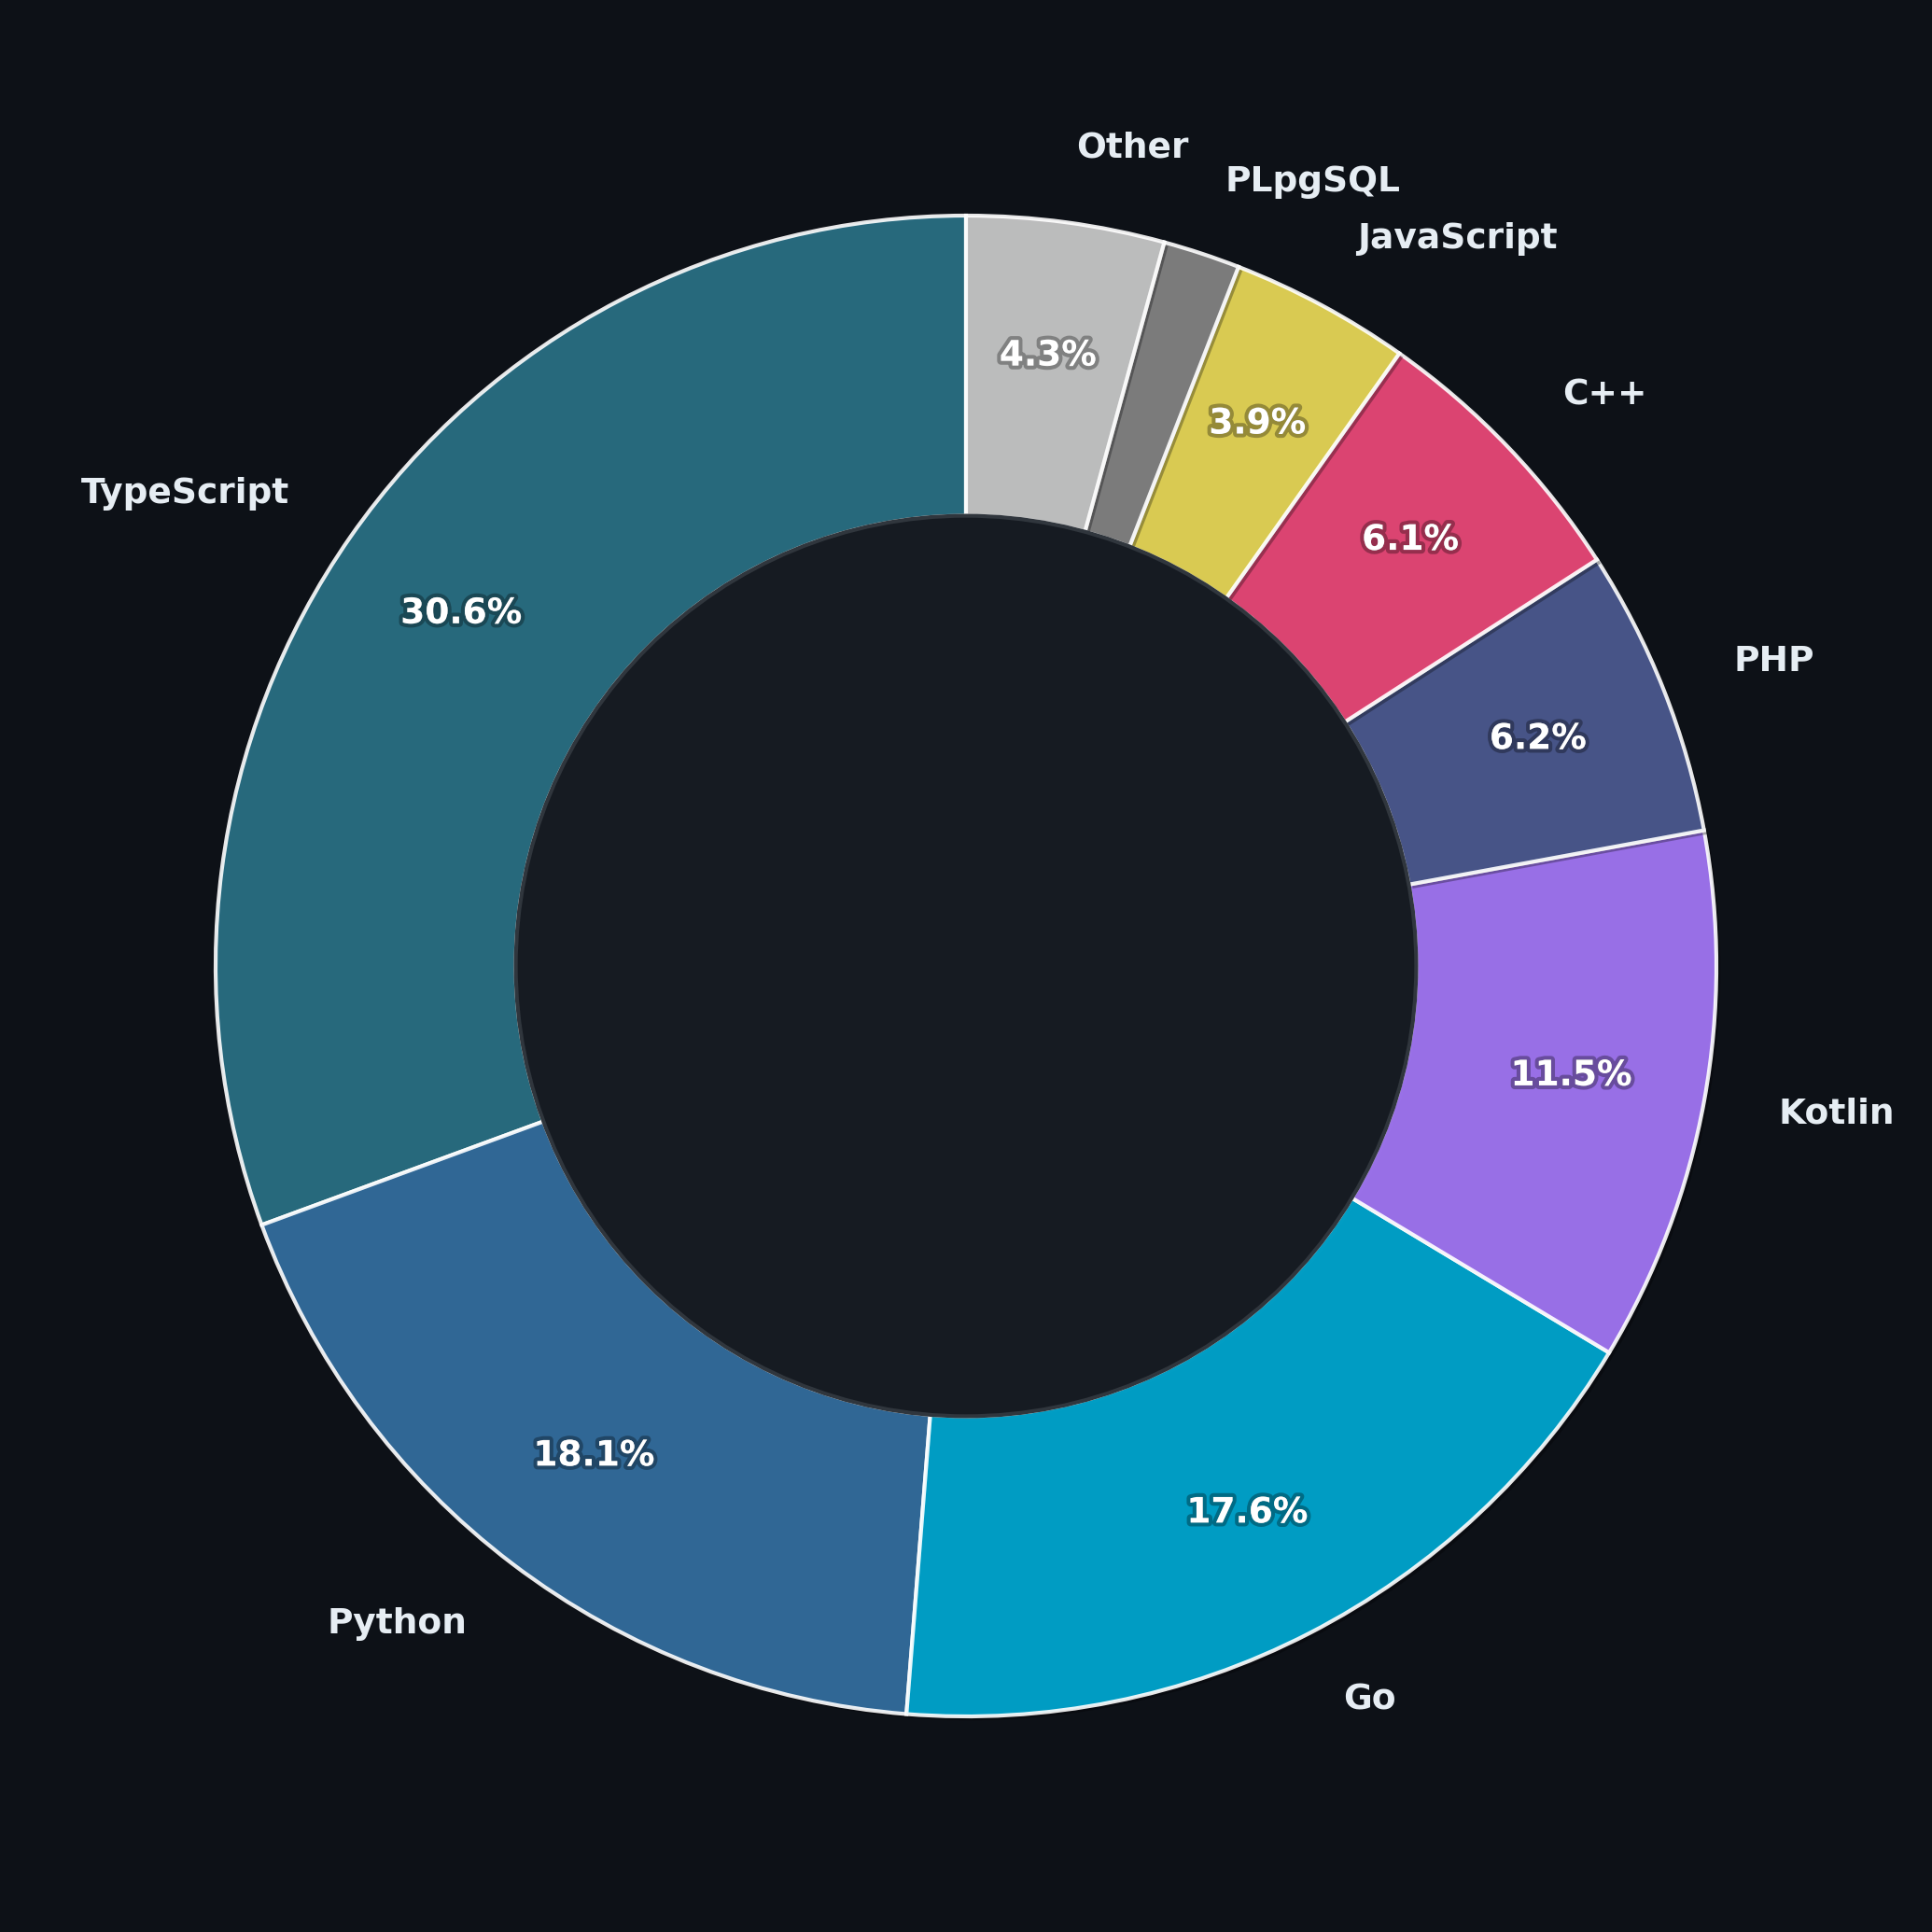 Other
PLpgSQL
JavaScript
4.3%
C++
3.9%
TypeScript
6.1%
30.6%
PHP
6.2%
11.5%
Kotlin
18.1%
17.6%
Python
Go